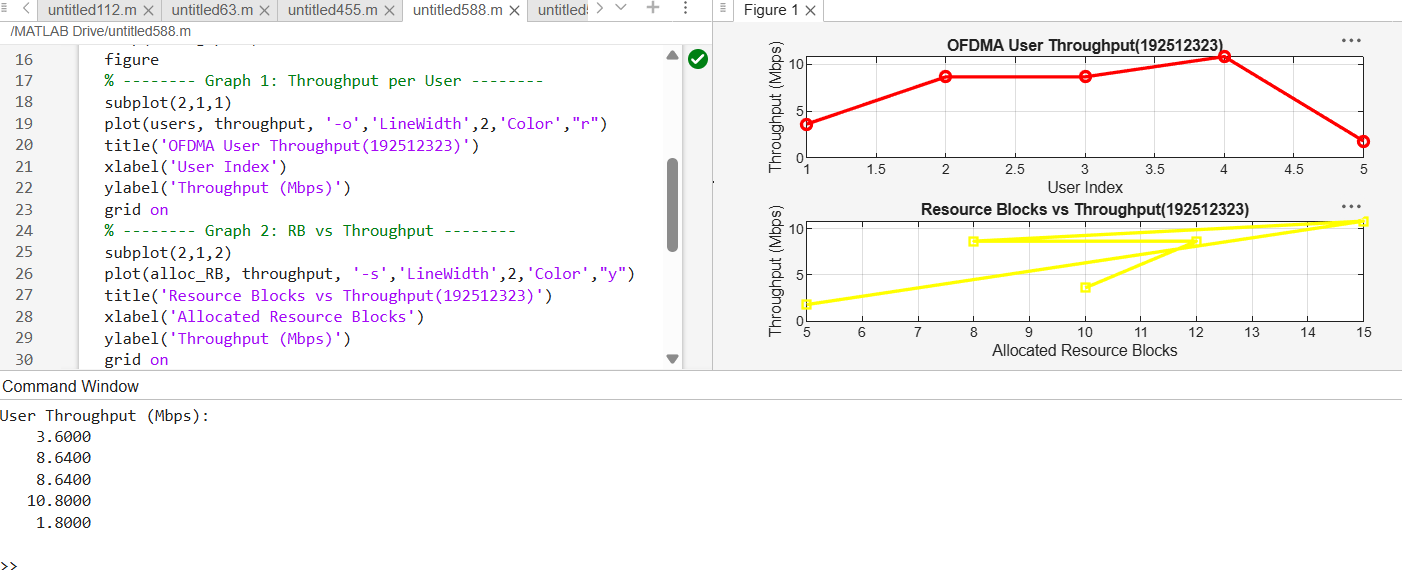 untitled112.m
untitled63.m
untitled455.m
untitled588.m
/MATLAB Drive/untitled588.m
16 figure
17 % -------- Graph 1: Throughput per User --------
18 subplot(2,1,1)
19 plot(users, throughput, '-o','LineWidth',2,'Color',"r")
20 title('OFDMA User Throughput(192512323)')
21 xlabel('User Index')
22 ylabel('Throughput (Mbps)')
23 grid on
24 % -------- Graph 2: RB vs Throughput --------
25 subplot(2,1,2)
26 plot(alloc_RB, throughput, '-s','LineWidth',2,'Color',"y")
27 title('Resource Blocks vs Throughput(192512323)')
28 xlabel('Allocated Resource Blocks')
29 ylabel('Throughput (Mbps)')
30 grid on
Figure 1
OFDMA User Throughput(192512323)
Throughput (Mbps)
10
5
0
1 1.5 2 2.5 3 3.5 4 4.5 5
User Index
Resource Blocks vs Throughput(192512323)
Throughput (Mbps)
10
5
0
5 6 7 8 9 10 11 12 13 14 15
Allocated Resource Blocks
Command Window
User Throughput (Mbps):
3.6000
8.6400
8.6400
10.8000
1.8000
>>